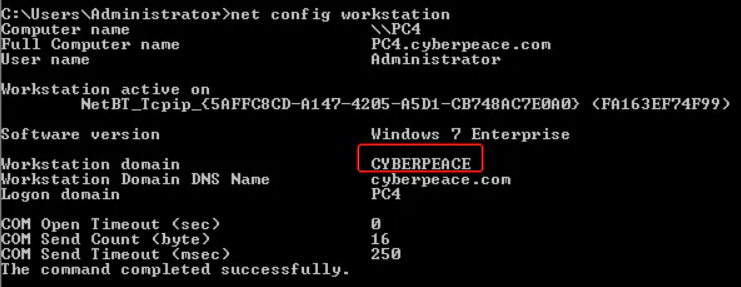 C:\Users\Administrator>net config workstation
Computer name \\PC4
Full Computer name PC4.cyberpeace.com
User name Administrator
Workstation active on
NetBT_Tcpip_{5AFFC8CD-A147-4205-A5D1-CB748AC7E0A0} (FA163EF74F99)
Software version Windows 7 Enterprise
Workstation domain CYBERPEACE
Workstation Domain DNS Name cyberpeace.com
Logon domain PC4
COM Open Timeout (sec) 0
COM Send Count (byte) 16
COM Send Timeout (msec) 250
The command completed successfully.